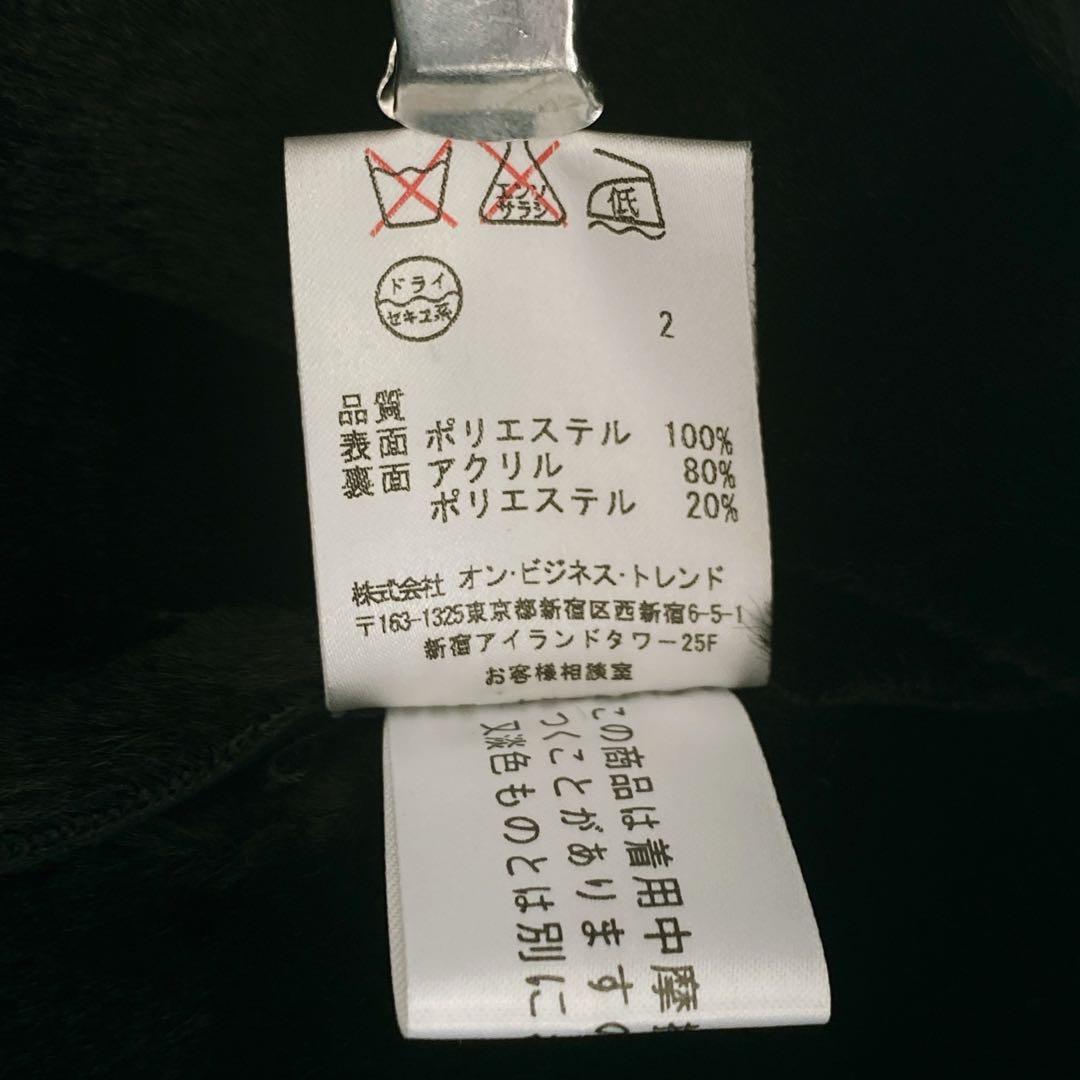 エンソ
サラシ
低
ドライ
セキユ系
2
品質
表面 ポリエステル 100%
裏面 アクリル 80%
ポリエステル 20%
株式会社 オン・ビジネス・トレンド
〒163-1325東京都新宿区西新宿6-5-1
新宿アイランドタワー25F
お客様相談室
この商品は着用中摩
つくことがありますの
又淡色ものとは別に